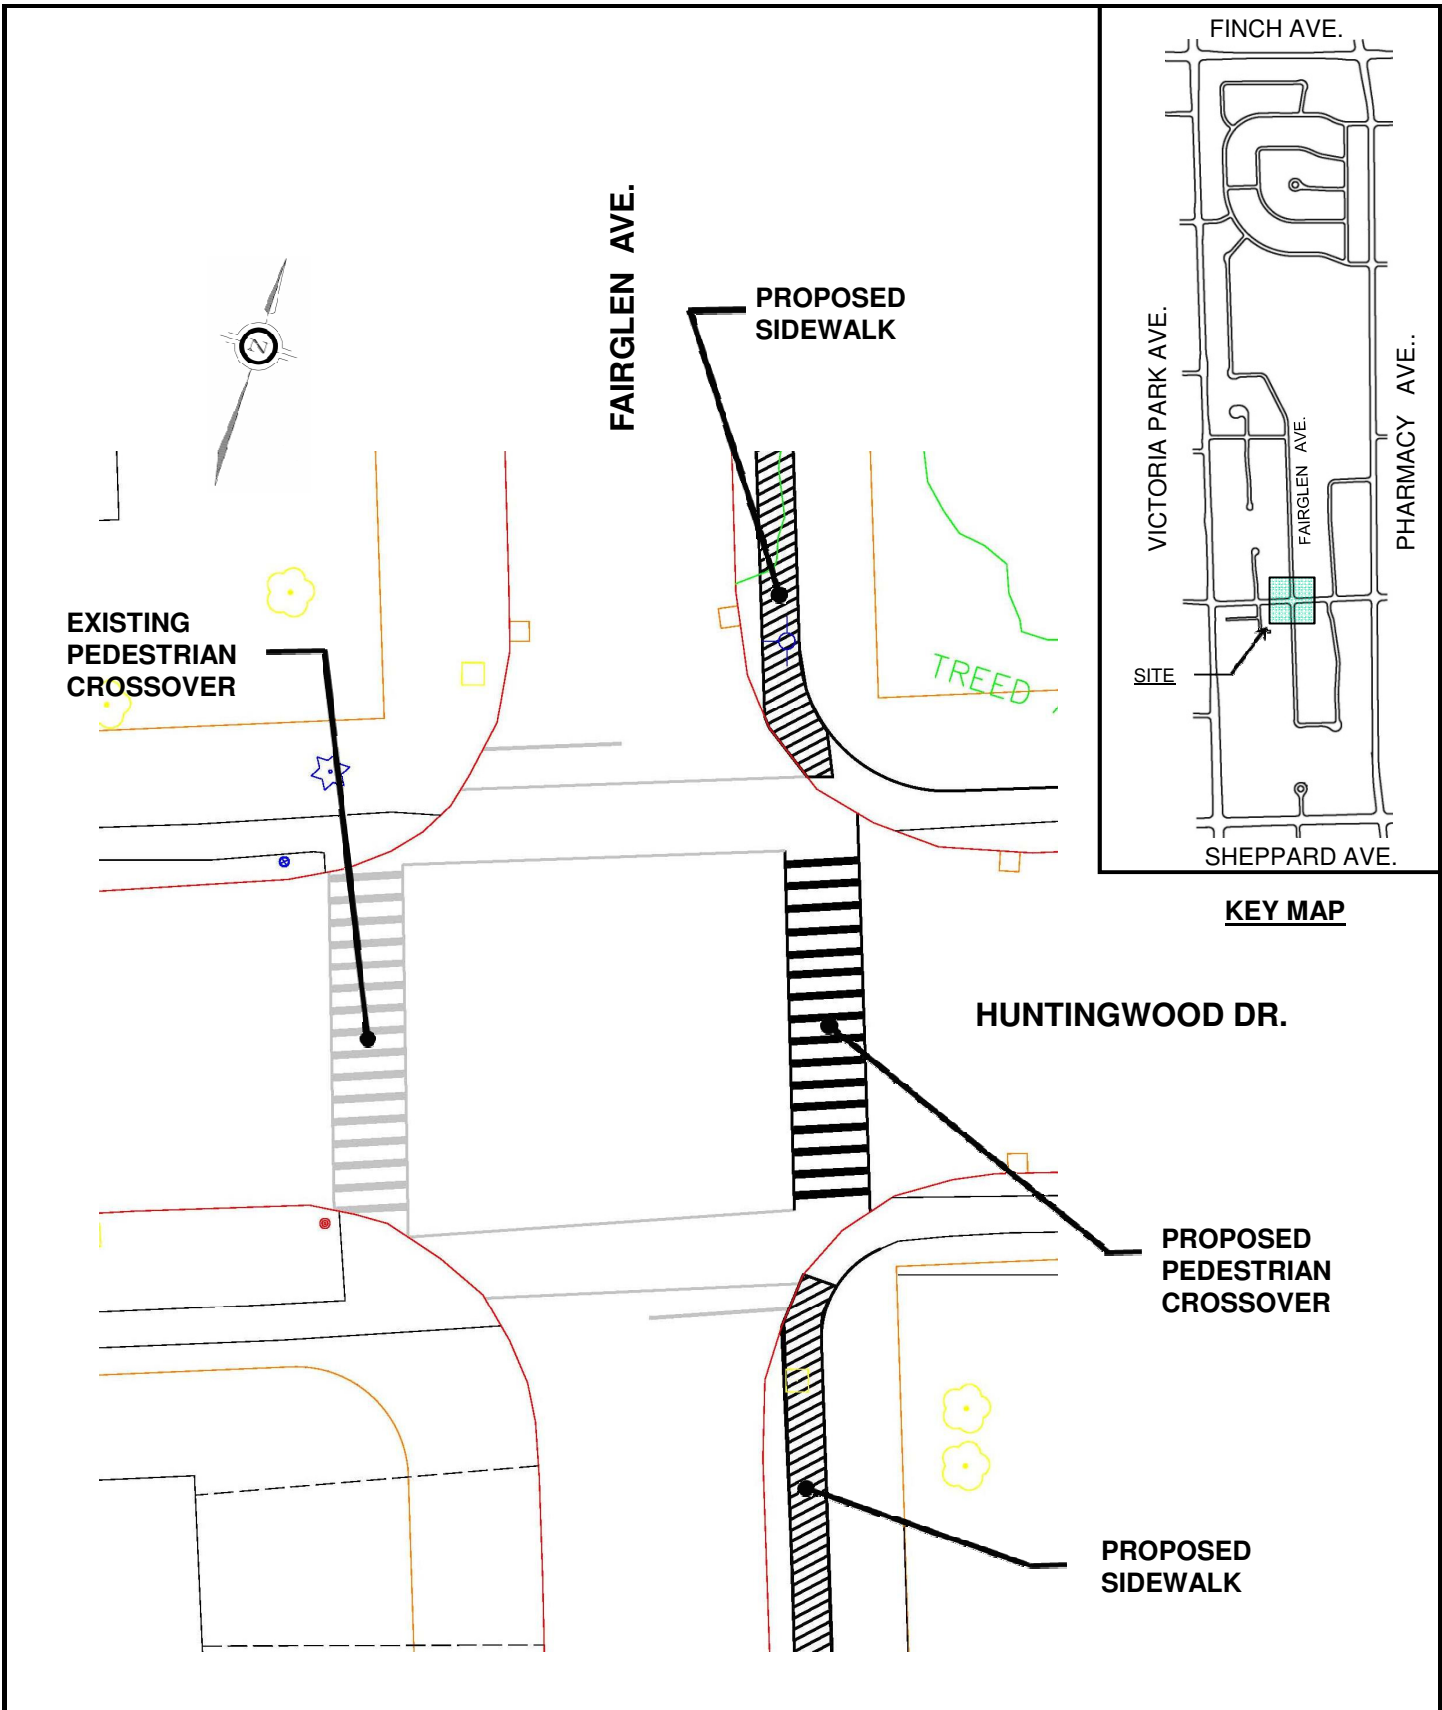 FINCH AVE.
FAIRGLEN AVE.
PROPOSED
SIDEWALK
N
VICTORIA PARK AVE.
PHARMACY AVE..
FAIRGLEN AVE.
EXISTING
PEDESTRIAN
CROSSOVER
TREED
SITE
SHEPPARD AVE.
KEY MAP
HUNTINGWOOD DR.
PROPOSED
PEDESTRIAN
CROSSOVER
PROPOSED
SIDEWALK